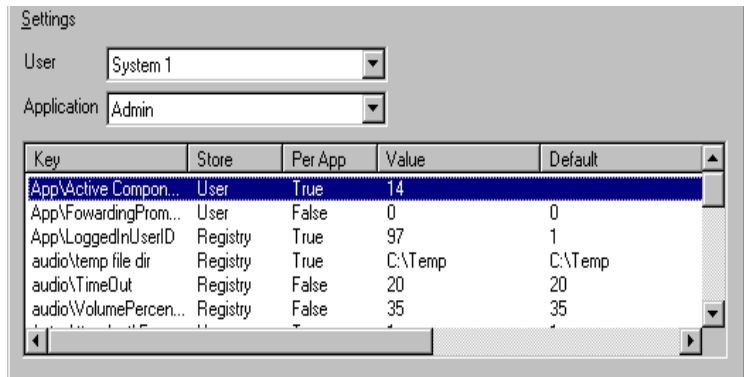 Settings
User System 1
Application Admin
Key Store Per App Value Default
App\Active Compon... User True 14
App\FowardingProm... User False 0 0
App\LoggedInUserID Registry True 97 1
audio\temp file dir Registry True C:\Temp C:\Temp
audio\TimeOut Registry False 20 20
audio\VolumePercen... Registry False 35 35